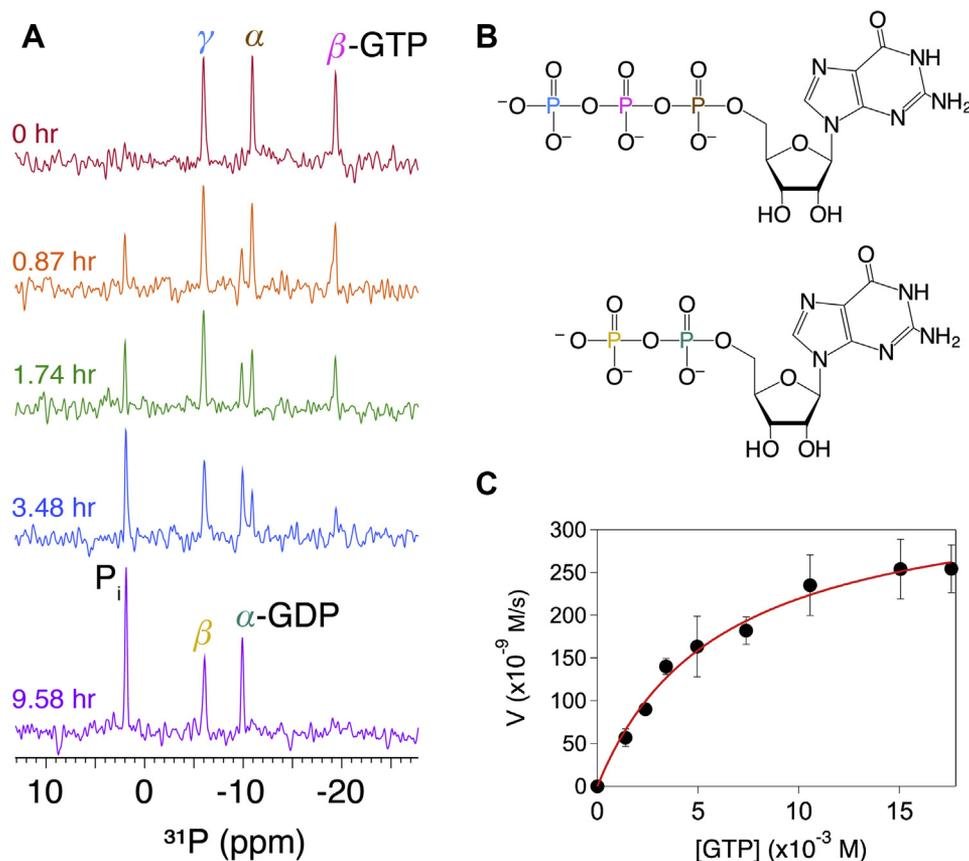 A
γ α β-GTP
0 hr
0.87 hr
1.74 hr
3.48 hr
Pi
β α-GDP
9.58 hr
10 0 -10 -20
³¹P (ppm)
B
O
N NH
O O O
⁻O P O P O P O N N NH₂
O⁻ O⁻ O⁻ O
HO OH
O
N NH
O O
⁻O P O P O N N NH₂
O⁻ O⁻ O
HO OH
C
300
250
200
150
100
50
0
V (x10⁻⁹ M/s)
0 5 10 15
[GTP] (x10⁻³ M)